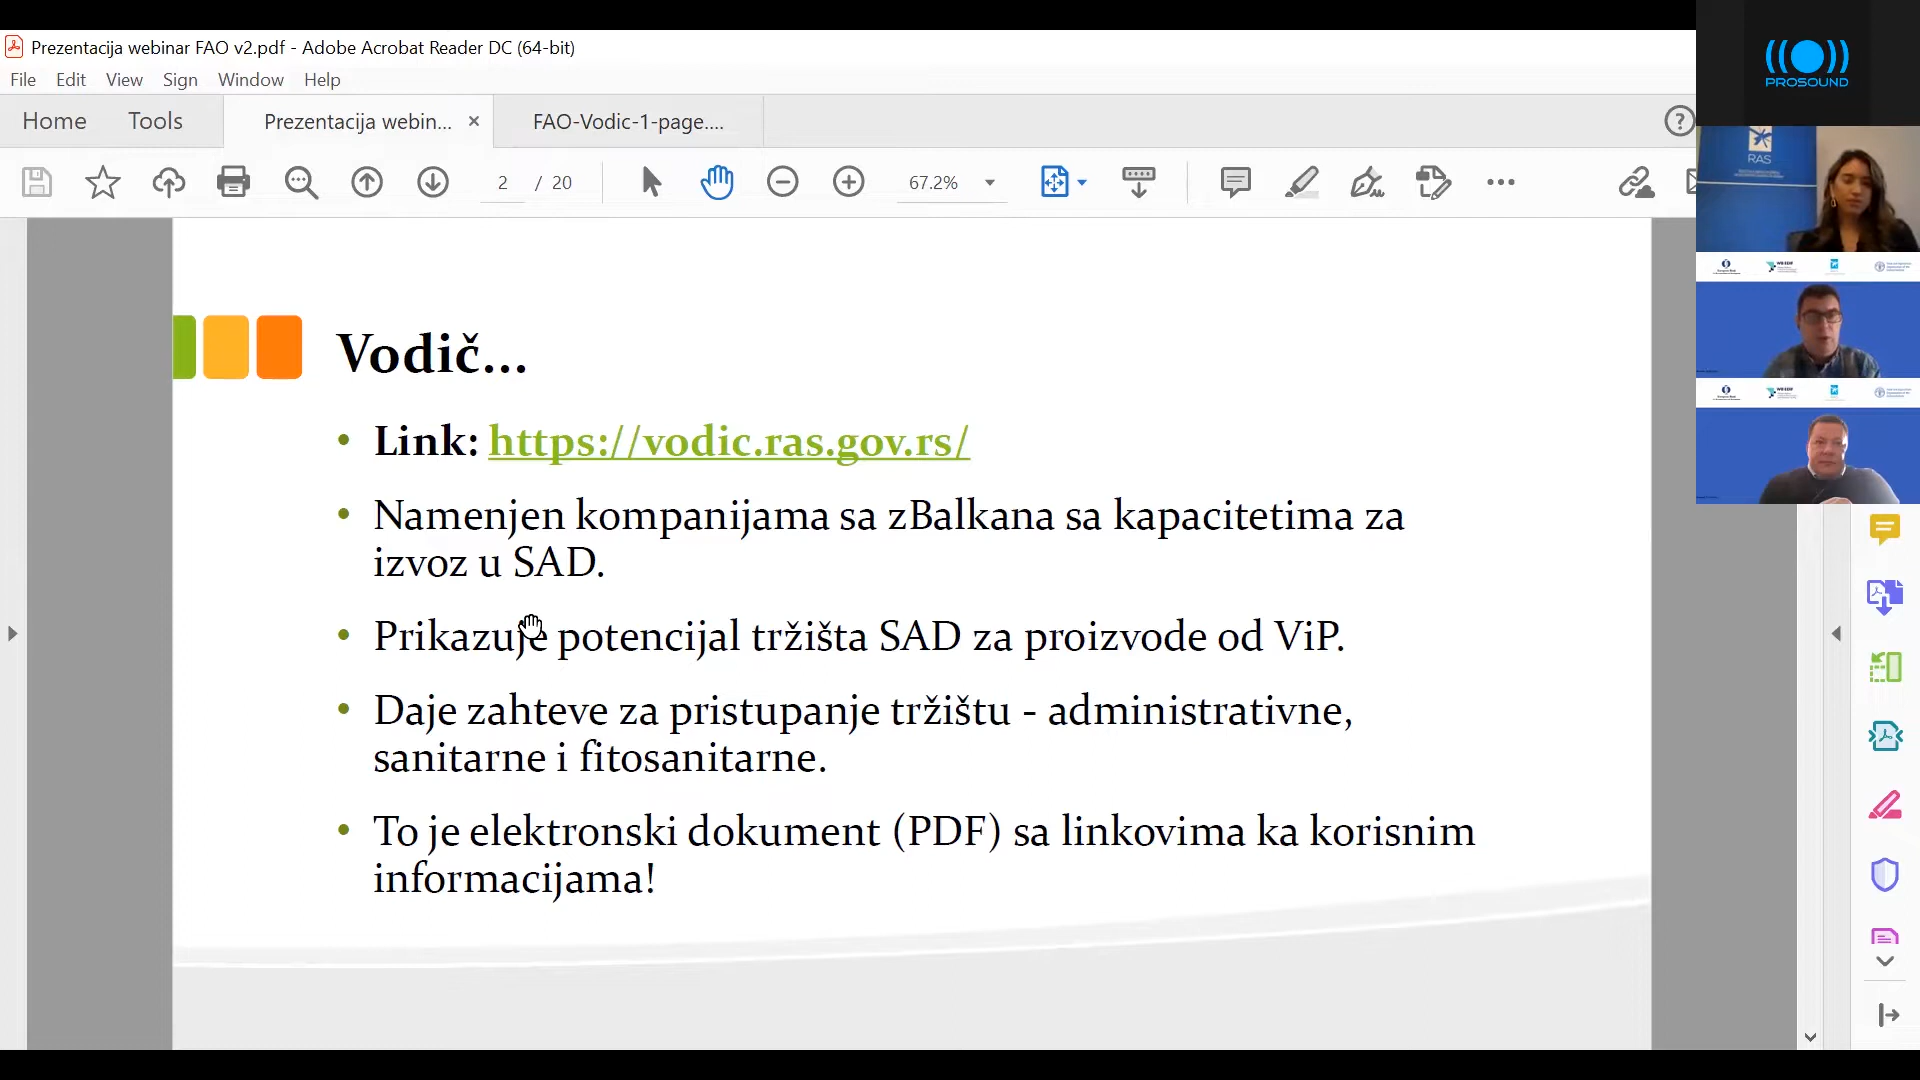 Prezentacija webinar FAO v2.pdf - Adobe Acrobat Reader DC (64-bit)
File Edit View Sign Window Help
Home Tools Prezentacija webin... × FAO-Vodic-1-page....
2 / 20 67.2%
PROSOUND
RAS
Vodič...
• Link: https://vodic.ras.gov.rs/
• Namenjen kompanijama sa zBalkana sa kapacitetima za
izvoz u SAD.
• Prikazuje potencijal tržišta SAD za proizvode od ViP.
• Daje zahteve za pristupanje tržištu - administrativne,
sanitarne i fitosanitarne.
• To je elektronski dokument (PDF) sa linkovima ka korisnim
informacijama!